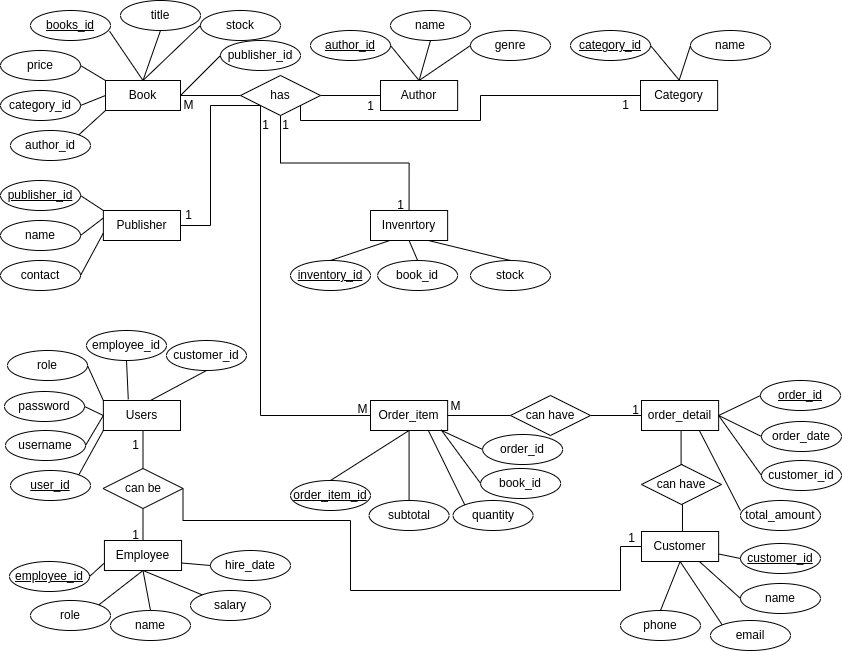 title
books_id
stock
name
publisher_id
author_id
genre
category_id
name
price
Book
has
Author
Category
M
1
1
category_id
1
1
author_id
publisher_id
1
1
name
Publisher
Invenrtory
contact
inventory_id
book_id
stock
employee_id
customer_id
role
password
Users
M
Order_item
M
can have
1
order_detail
order_id
order_date
username
1
order_id
customer_id
user_id
can be
order_item_id
book_id
can have
subtotal
quantity
total_amount
1
1
Employee
Customer
hire_date
customer_id
employee_id
salary
name
role
name
phone
email